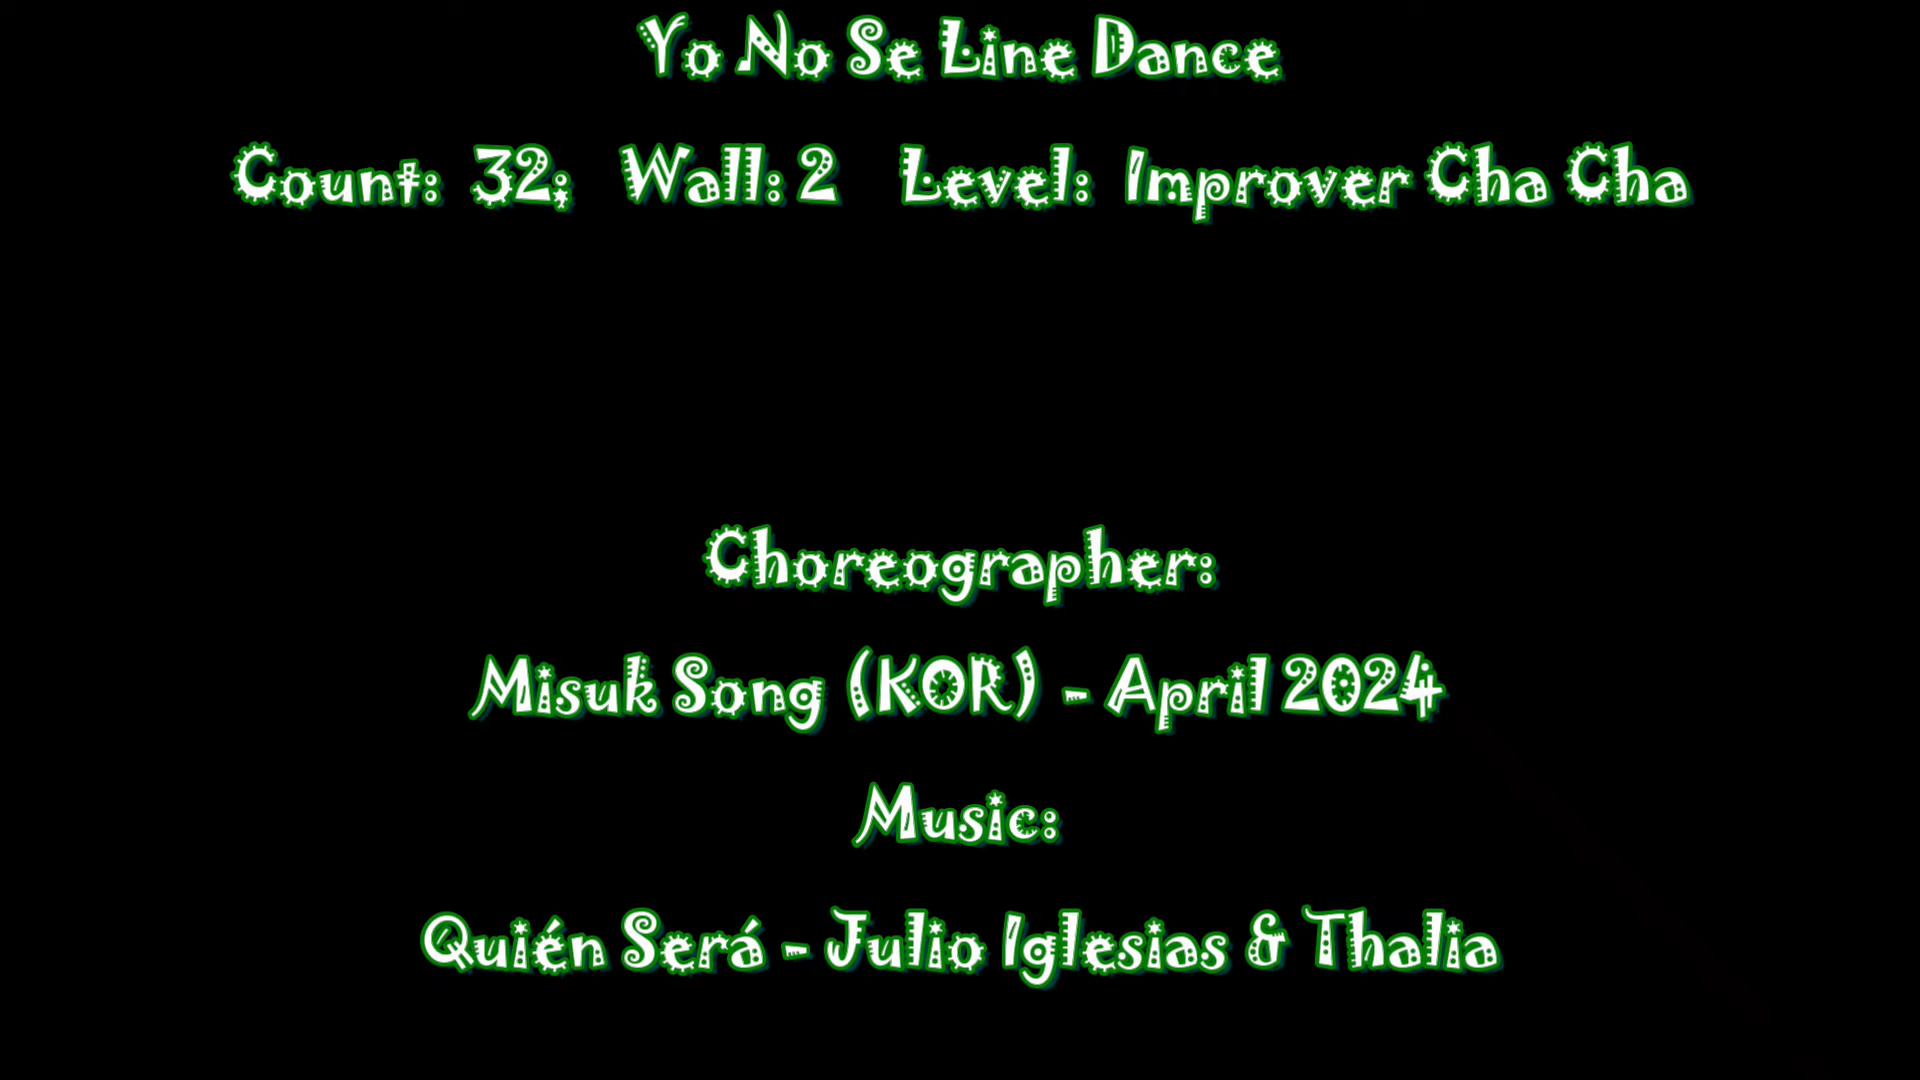 Yo No Se Line Dance
Count: 32; Wall: 2 Level: Improver Cha Cha
Choreographer:
Misuk Song (KOR) - April 2024
Music:
Quién Será - Julio Iglesias & Thalia